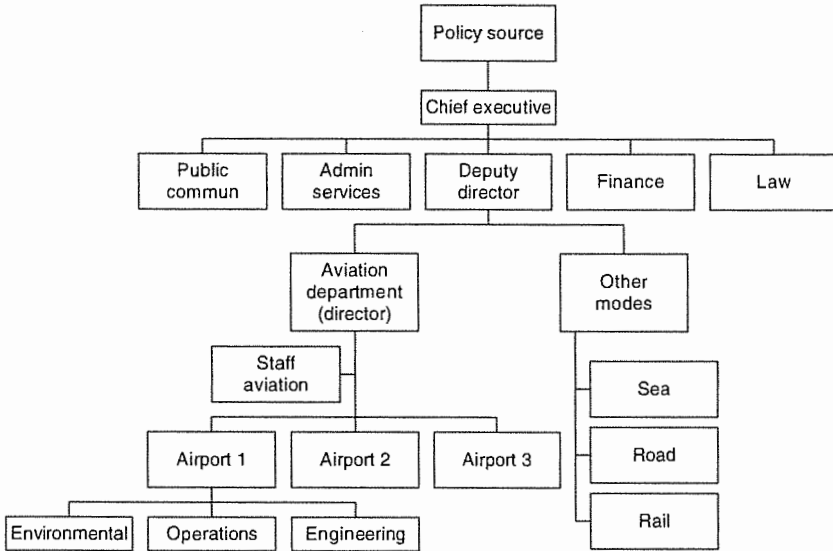 Policy source
Chief executive
Public
commun
Admin
services
Deputy
director
Finance
Law
Aviation
department
(director)
Other
modes
Staff
aviation
Sea
Airport 1
Airport 2
Airport 3
Road
Environmental
Operations
Engineering
Rail